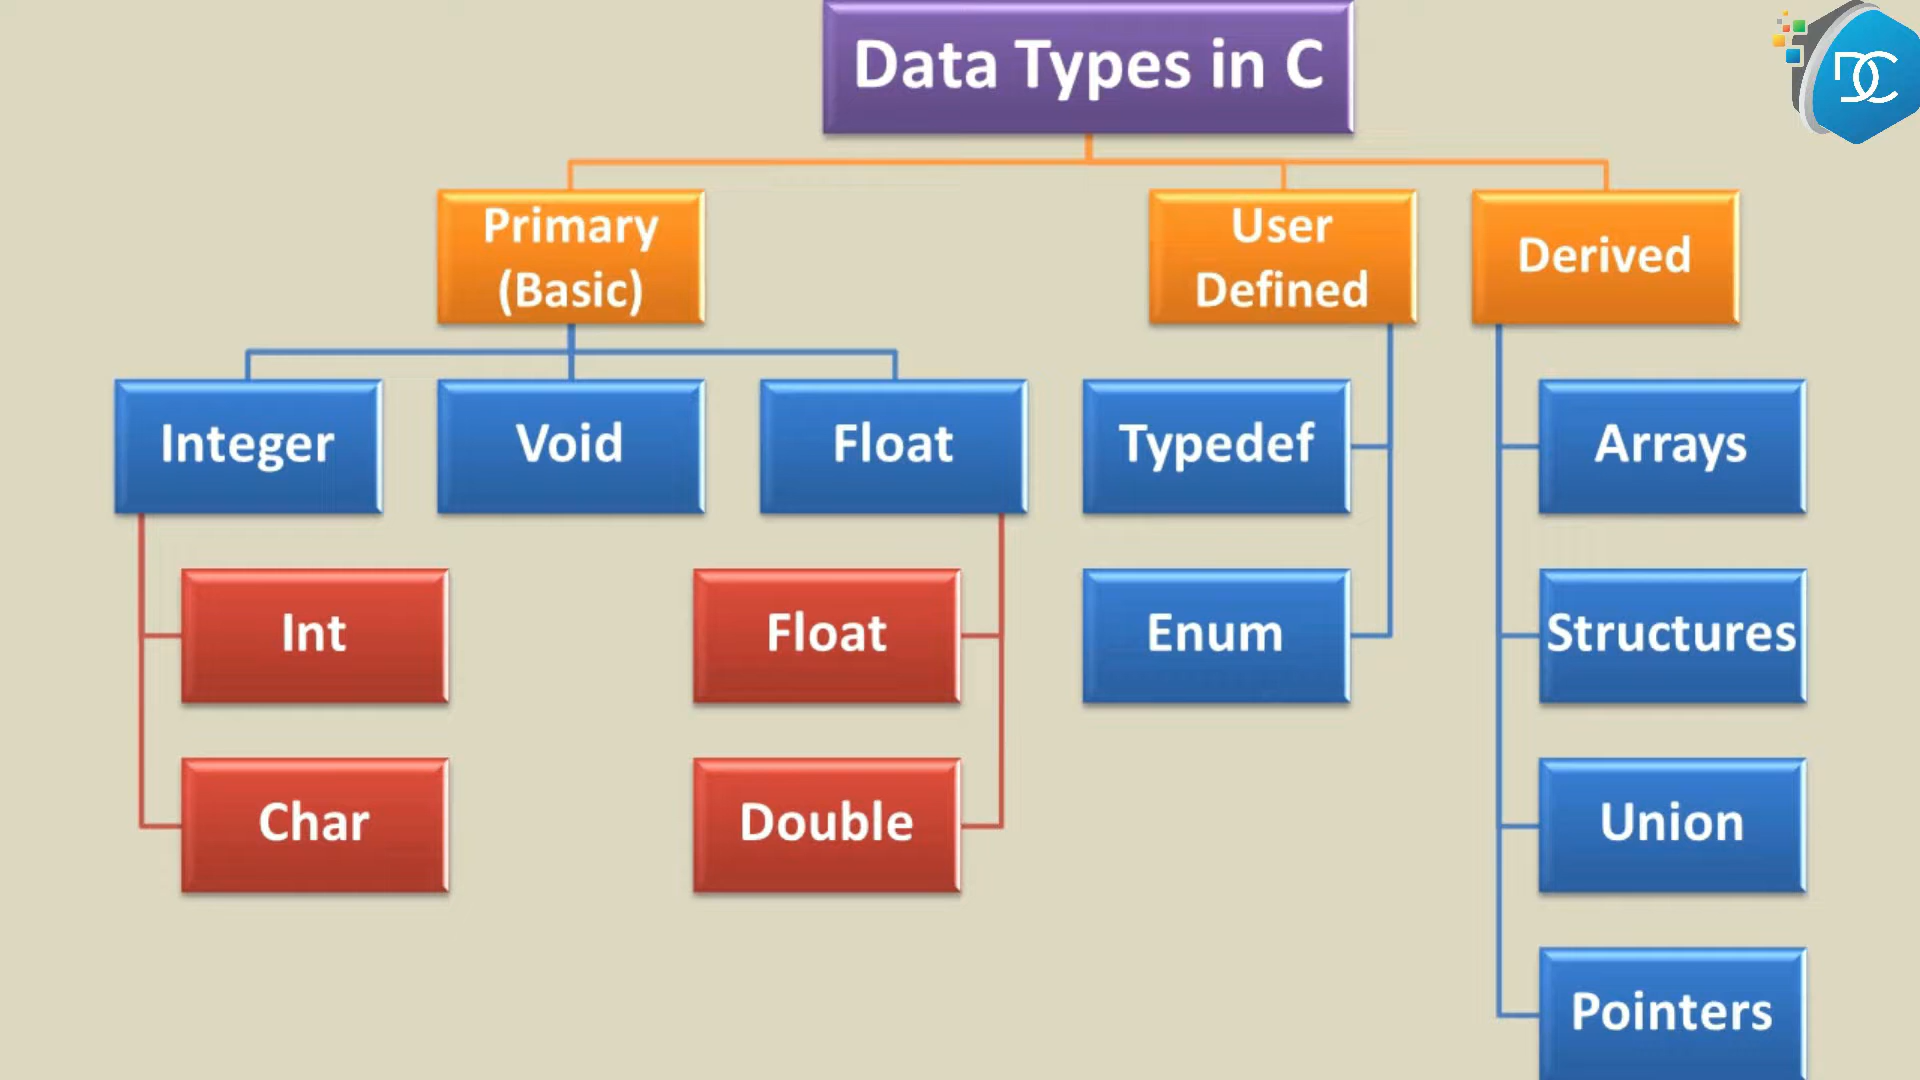 Data Types in C
DC
Primary
(Basic)
User
Defined
Derived
Integer
Void
Float
Typedef
Arrays
Int
Float
Enum
Structures
Char
Double
Union
Pointers